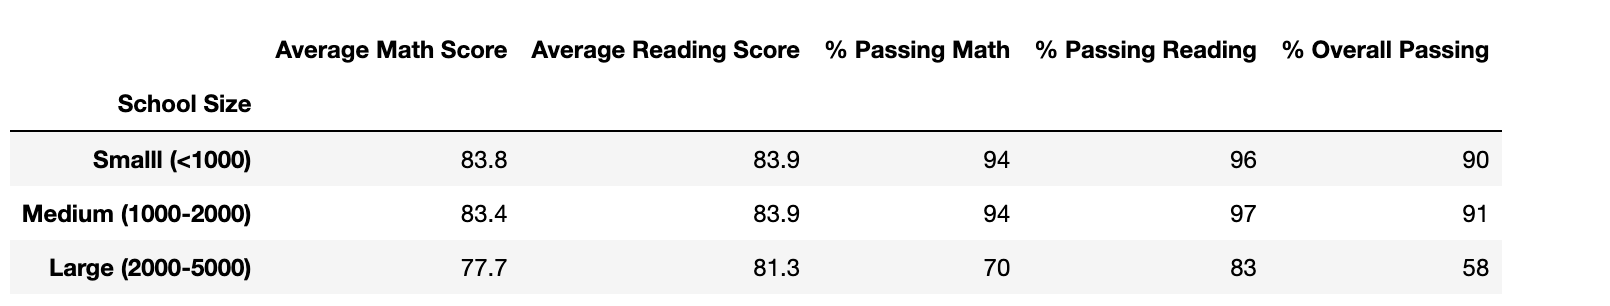 Average Math Score Average Reading Score % Passing Math % Passing Reading % Overall Passing
School Size
Smalll (<1000) 83.8 83.9 94 96 90
Medium (1000-2000) 83.4 83.9 94 97 91
Large (2000-5000) 77.7 81.3 70 83 58